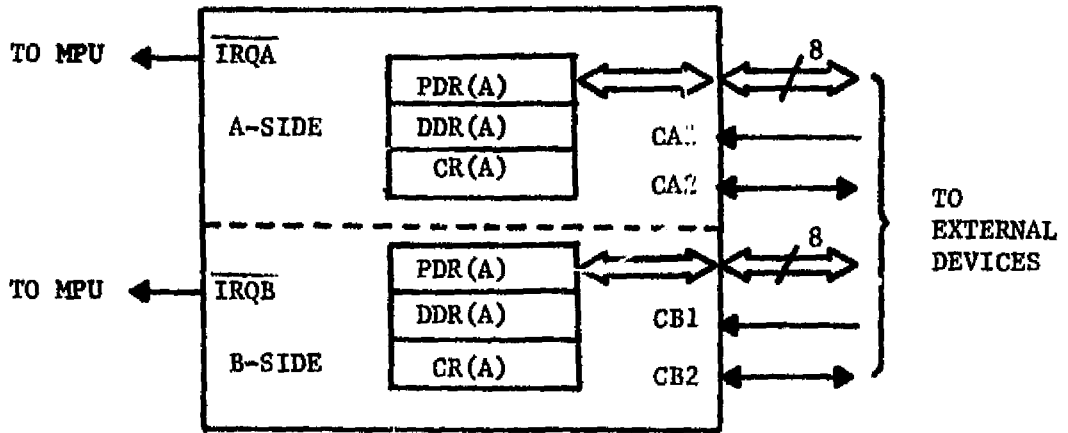 TO MPU
IRQA
A-SIDE
PDR(A)
DDR(A)
CR(A)
8
CA2
TO MPU
IRQB
B-SIDE
PDR(A)
DDR(A)
CR(A)
8
CB1
CB2
TO
EXTERNAL
DEVICES